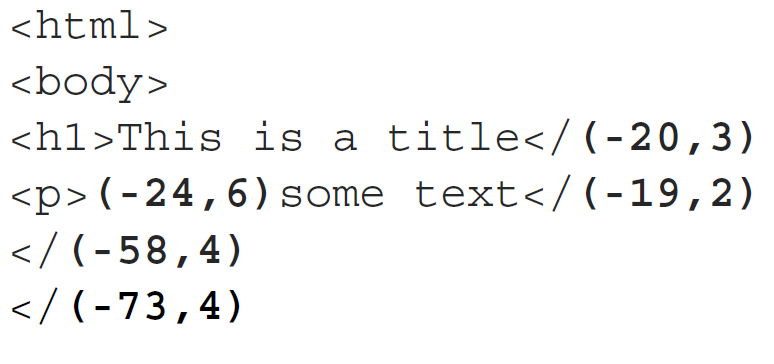 <html>
<body>
<h1>This is a title</(-20,3)
<p>(-24,6)some text</(-19,2)
</(-58,4)
</(-73,4)